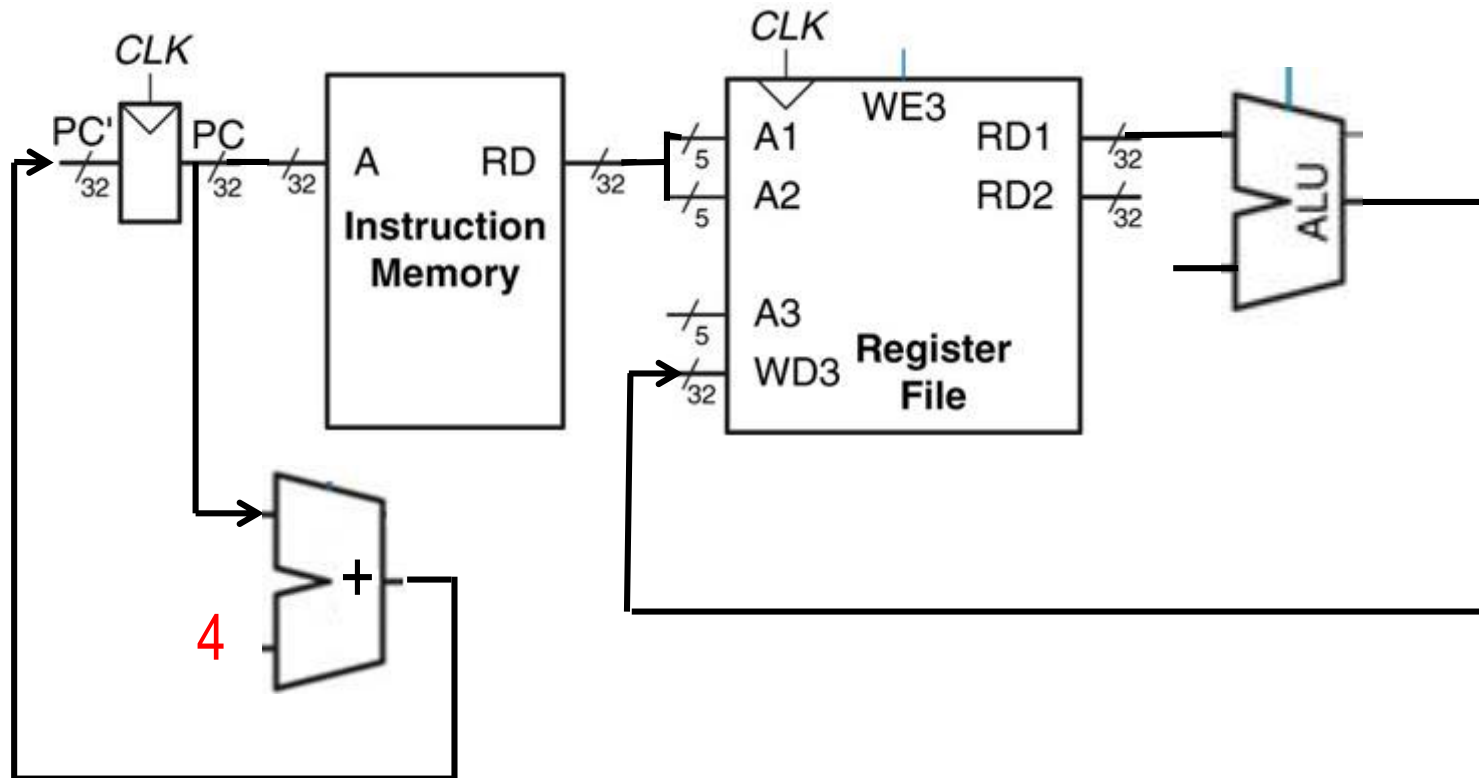 CLK
PC'
32
PC
32
32
A
RD
Instruction
Memory
32
CLK
WE3
5
A1
5
A2
5
A3
32
WD3
RD1
32
RD2
32
Register
File
ALU
+
4